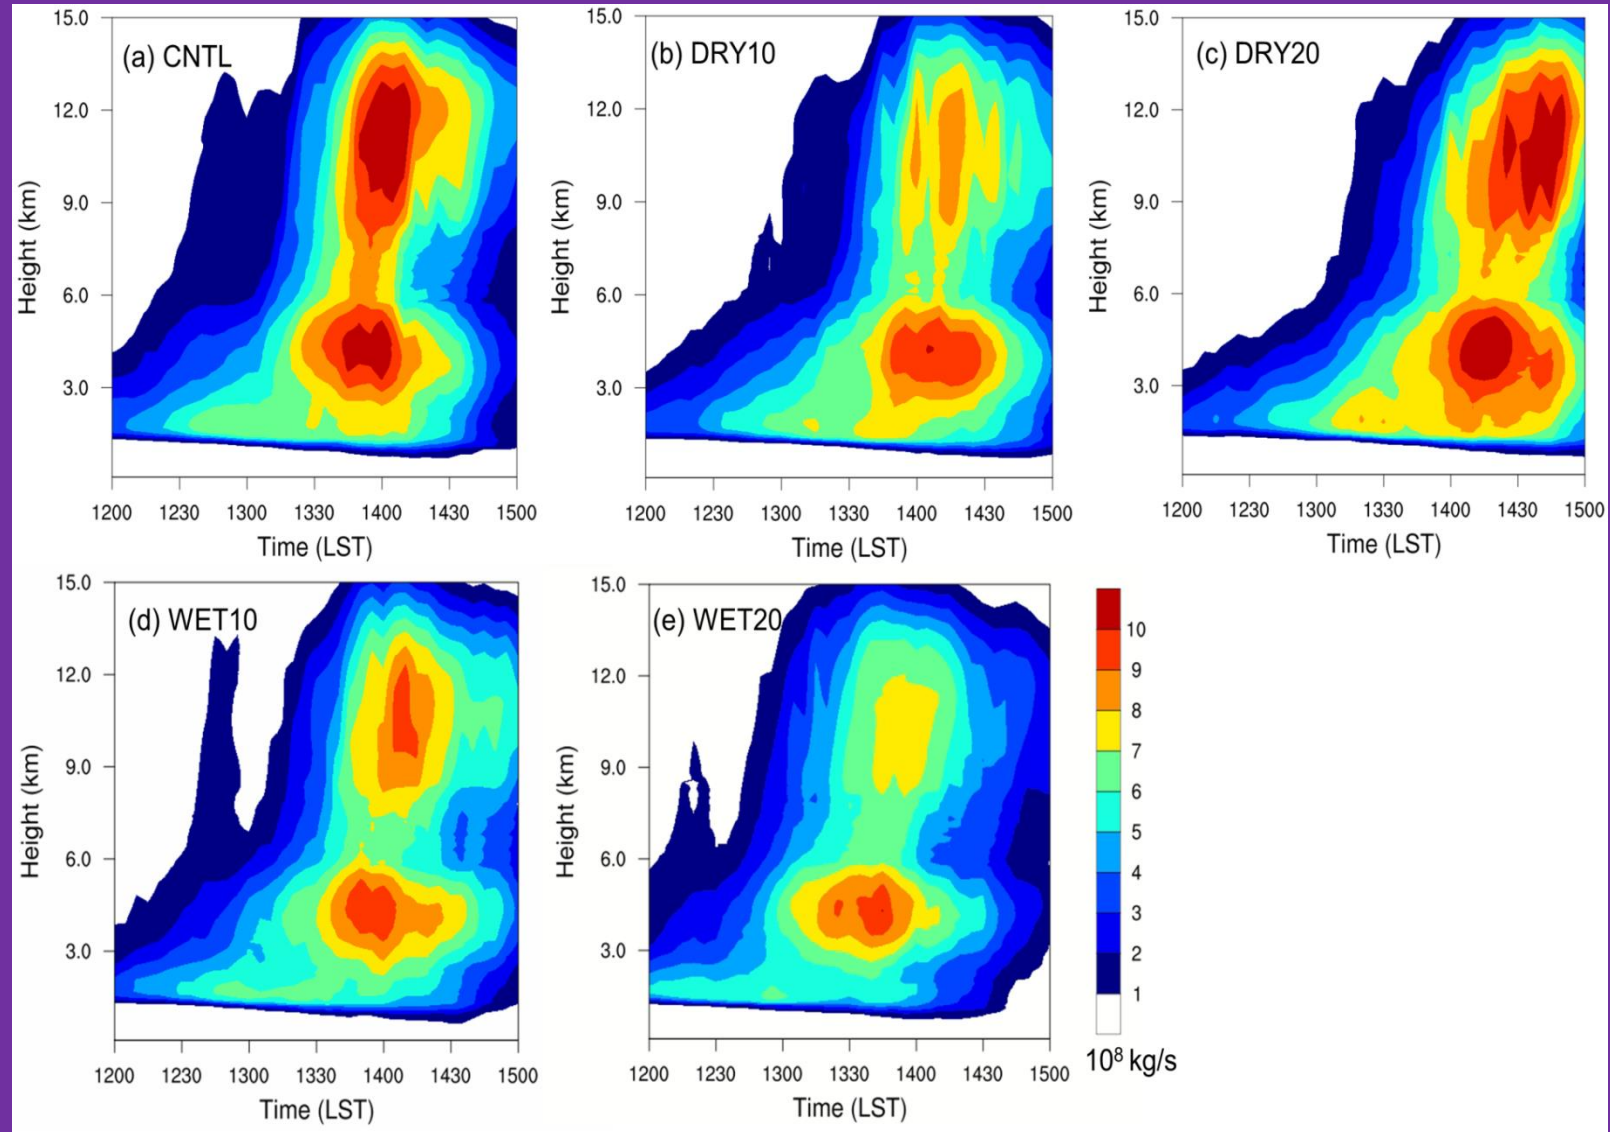 (a) CNTL
15.0
12.0
9.0
6.0
3.0
Height (km)
1200 1230 1300 1330 1400 1430 1500
Time (LST)
(b) DRY10
15.0
12.0
9.0
6.0
3.0
Height (km)
1200 1230 1300 1330 1400 1430 1500
Time (LST)
(c) DRY20
15.0
12.0
9.0
6.0
3.0
Height (km)
1200 1230 1300 1330 1400 1430 1500
Time (LST)
(d) WET10
15.0
12.0
9.0
6.0
3.0
Height (km)
1200 1230 1300 1330 1400 1430 1500
Time (LST)
(e) WET20
15.0
12.0
9.0
6.0
3.0
Height (km)
1200 1230 1300 1330 1400 1430 1500
Time (LST)
10
9
8
7
6
5
4
3
2
1
10⁸ kg/s